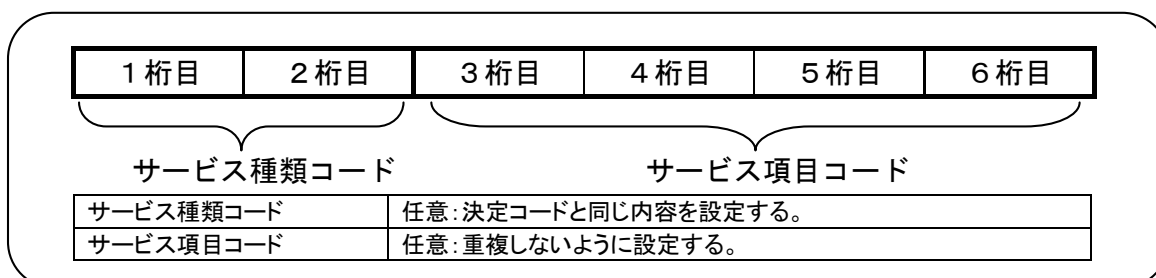 1桁目 2桁目 3桁目 4桁目 5桁目 6桁目
サービス種類コード サービス項目コード
サービス種類コード 任意:決定コードと同じ内容を設定する。
サービス項目コード 任意:重複しないように設定する。